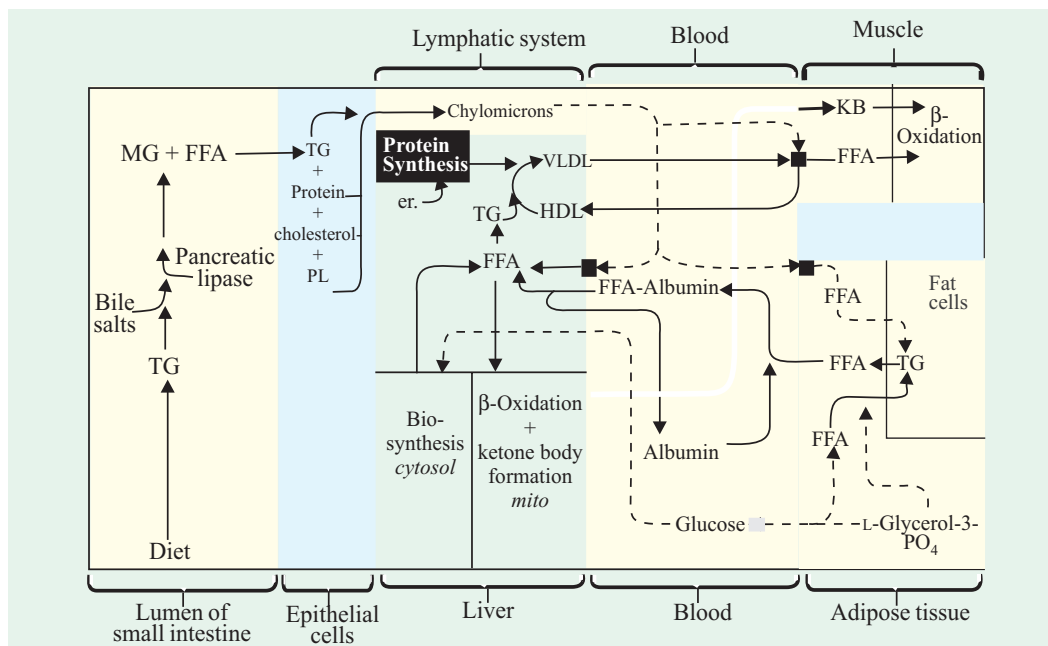 Lymphatic system
Blood
Muscle
Chylomicrons
KB
β-
Oxidation
MG + FFA
TG
+
Protein
+
cholesterol-
+
PL
Protein
Synthesis
er.
VLDL
FFA
TG
HDL
Pancreatic
lipase
Bile
salts
FFA
FFA-Albumin
FFA
Fat
cells
TG
FFA
TG
Bio-
synthesis
cytosol
β-Oxidation
+
ketone body
formation
mito
Albumin
FFA
Diet
Glucose
L-Glycerol-3-
PO4
Lumen of
small intestine
Epithelial
cells
Liver
Blood
Adipose tissue